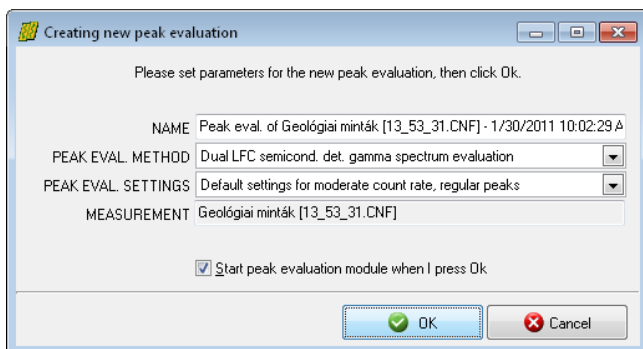 Creating new peak evaluation
Please set parameters for the new peak evaluation, then click Ok.
NAME Peak eval. of Geológiai minták [13_53_31.CNF] - 1/30/2011 10:02:29 A
PEAK EVAL. METHOD Dual LFC semicond. det. gamma spectrum evaluation
PEAK EVAL. SETTINGS Default settings for moderate count rate, regular peaks
MEASUREMENT Geológiai minták [13_53_31.CNF]
Start peak evaluation module when I press Ok
OK Cancel